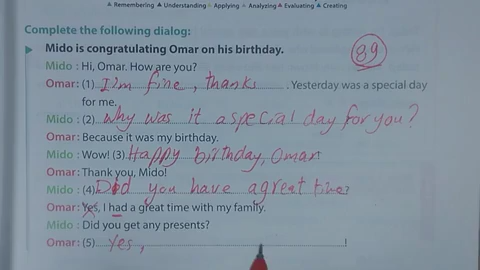 ▲ Remembering ▲ Understanding ○ Applying ▲ Analyzing ▲ Evaluating ▲ Creating
Complete the following dialog:
▶ Mido is congratulating Omar on his birthday.
89
Mido : Hi, Omar. How are you?
Omar: (1) I'm fine, thanks. Yesterday was a special day
for me.
Mido : (2) Why was it a special day for you?
Omar: Because it was my birthday.
Mido : Wow! (3) Happy birthday, Omar
Omar: Thank you, Mido!
Mido : (4) Did you have a great time?
Omar: Yes, I had a great time with my family.
Mido : Did you get any presents?
Omar: (5) Yes, !